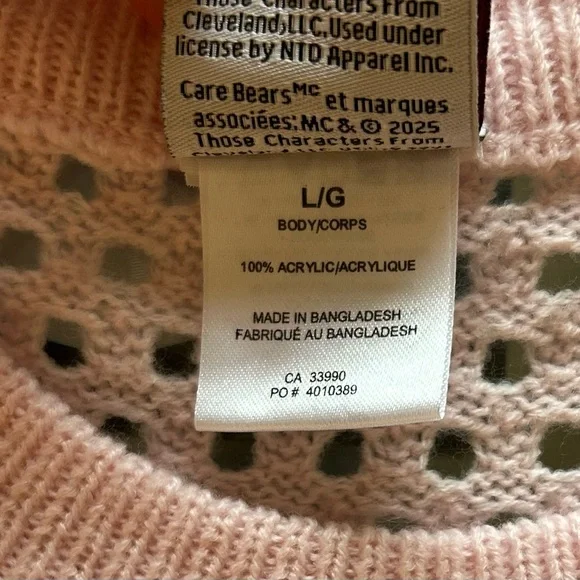 Those Characters From
Cleveland, LLC. Used under
license by NTD Apparel Inc.
Care Bears MC et marques
associées; MC & © 2025
Those Characters From
L/G
BODY/CORPS
100% ACRYLIC/ACRYLIQUE
MADE IN BANGLADESH
FABRIQUÉ AU BANGLADESH
CA 33990
PO # 4010389